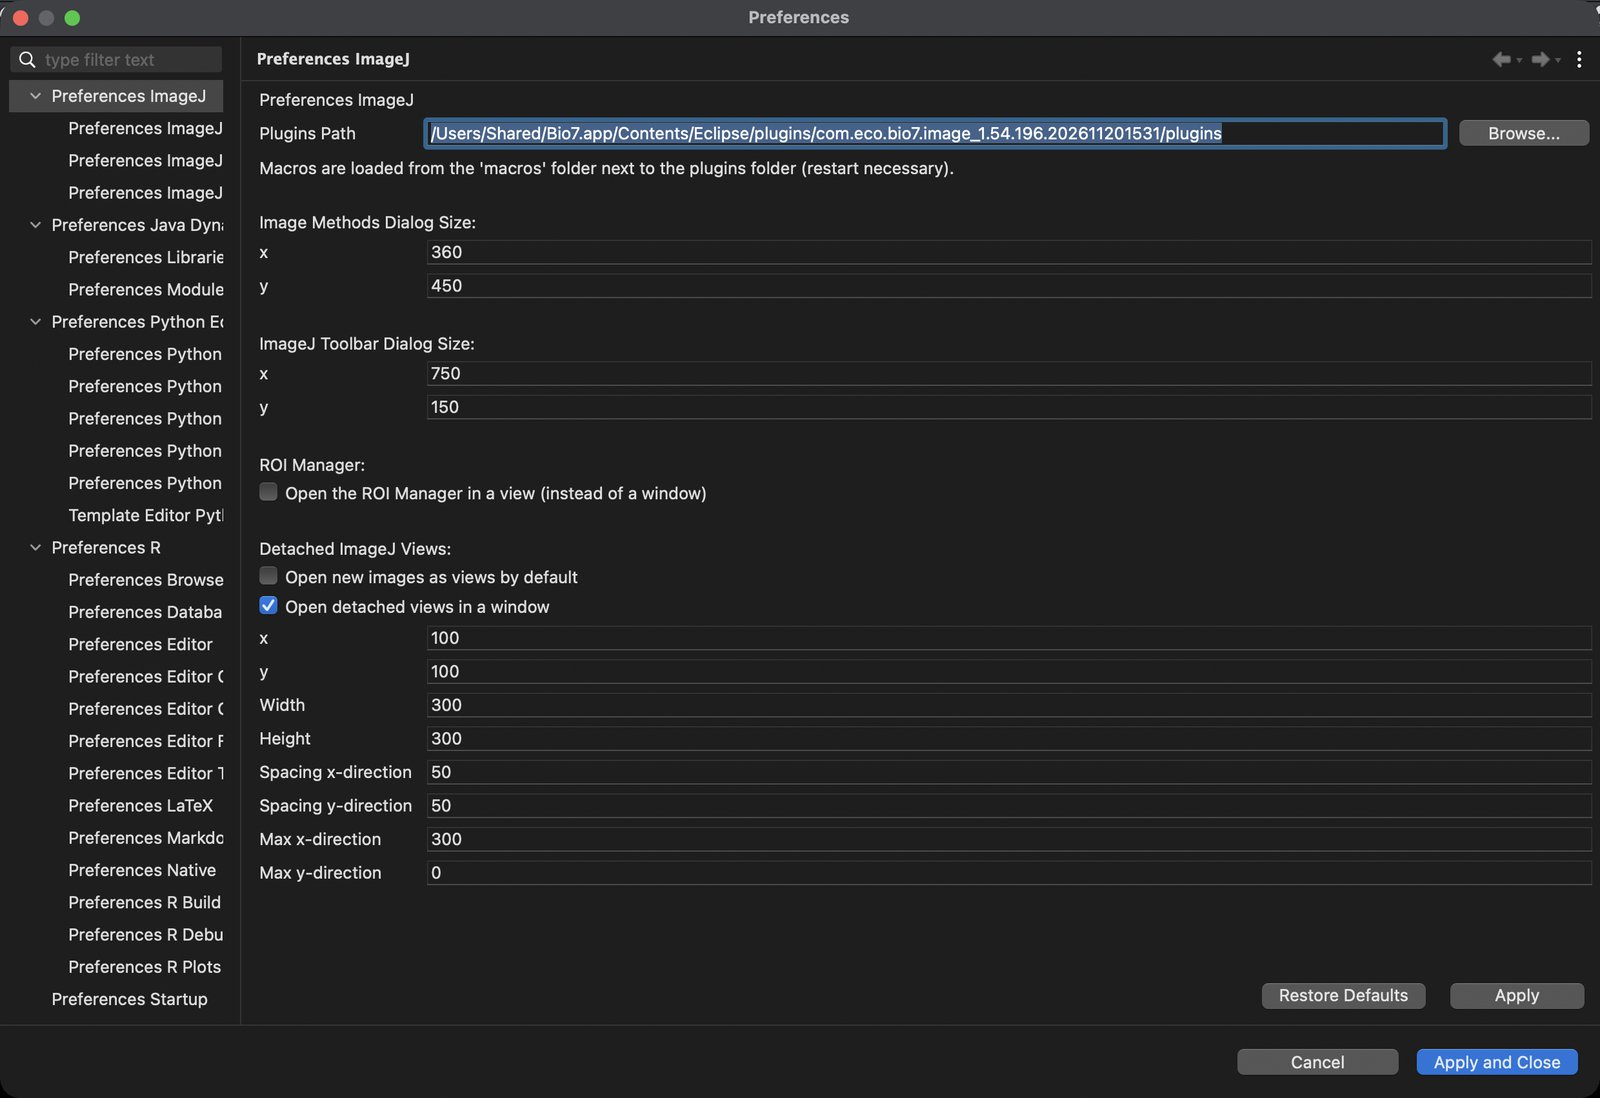 Preferences
type filter text
Preferences ImageJ
Preferences ImageJ
Preferences ImageJ
Preferences ImageJ
Preferences Java Dyn
Preferences Librarie
Preferences Module
Preferences Python Ed
Preferences Python
Preferences Python
Preferences Python
Preferences Python
Preferences Python
Template Editor Pyt
Preferences R
Preferences Browse
Preferences Databa
Preferences Editor
Preferences Editor C
Preferences Editor C
Preferences Editor F
Preferences Editor T
Preferences LaTeX
Preferences Markdo
Preferences Native
Preferences R Build
Preferences R Debu
Preferences R Plots
Preferences Startup
Preferences ImageJ
Preferences ImageJ
Plugins Path /Users/Shared/Bio7.app/Contents/Eclipse/plugins/com.eco.bio7.image_1.54.196.202611201531/plugins Browse...
Macros are loaded from the 'macros' folder next to the plugins folder (restart necessary).
Image Methods Dialog Size:
x 360
y 450
ImageJ Toolbar Dialog Size:
x 750
y 150
ROI Manager:
Open the ROI Manager in a view (instead of a window)
Detached ImageJ Views:
Open new images as views by default
Open detached views in a window
x 100
y 100
Width 300
Height 300
Spacing x-direction 50
Spacing y-direction 50
Max x-direction 300
Max y-direction 0
Restore Defaults Apply
Cancel Apply and Close